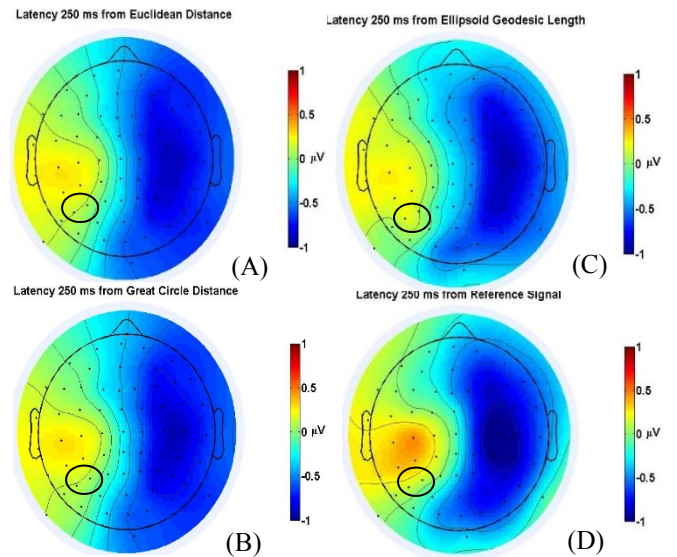 Latency 250 ms from Euclidean Distance
1
0.5
0 μV
-0.5
-1
(A)
Latency 250 ms from Ellipsoid Geodesic Length
1
0.5
0 μV
-0.5
-1
(C)
Latency 250 ms from Great Circle Distance
1
0.5
0 μV
-0.5
-1
(B)
Latency 250 ms from Reference Signal
1
0.5
0 μV
-0.5
-1
(D)